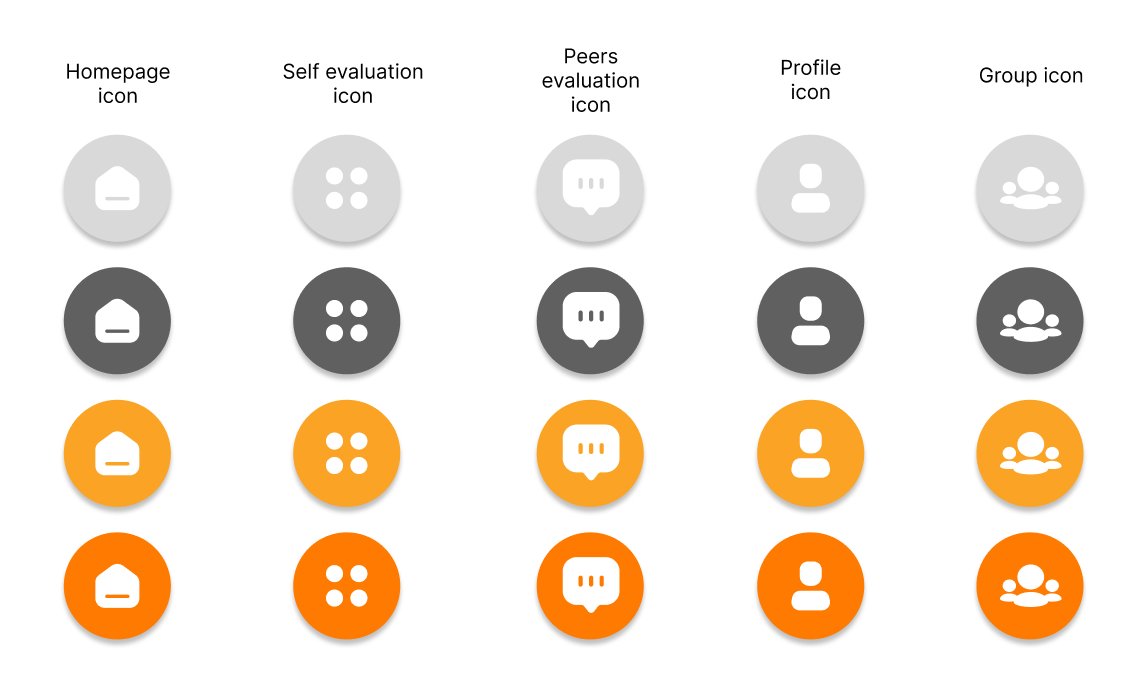 Homepage
icon
Self evaluation
icon
Peers
evaluation
icon
Profile
icon
Group icon